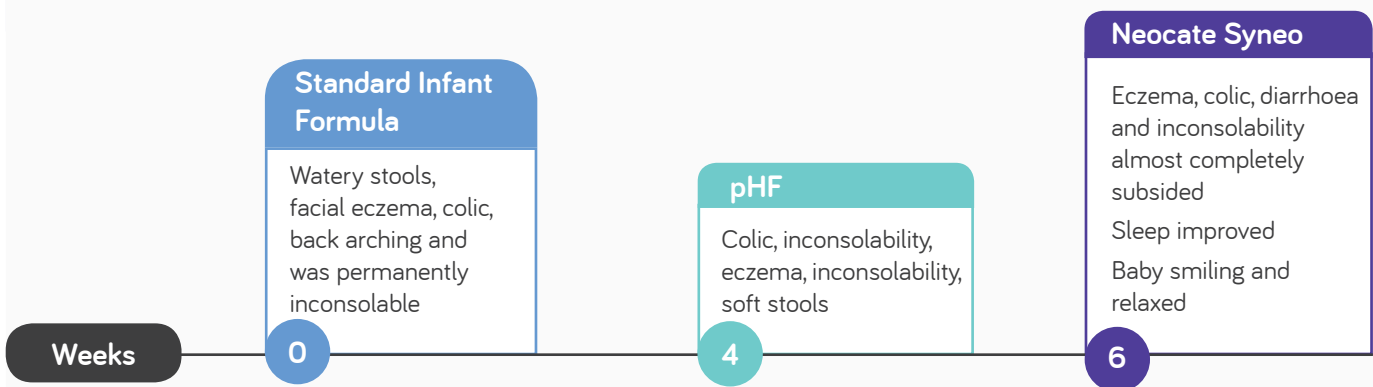 Standard Infant
Formula
Watery stools,
facial eczema, colic,
back arching and
was permanently
inconsolable
pHF
Colic, inconsolability,
eczema, inconsolability,
soft stools
Neocate Syneo
Eczema, colic, diarrhoea
and inconsolability
almost completely
subsided
Sleep improved
Baby smiling and
relaxed
Weeks
0
4
6